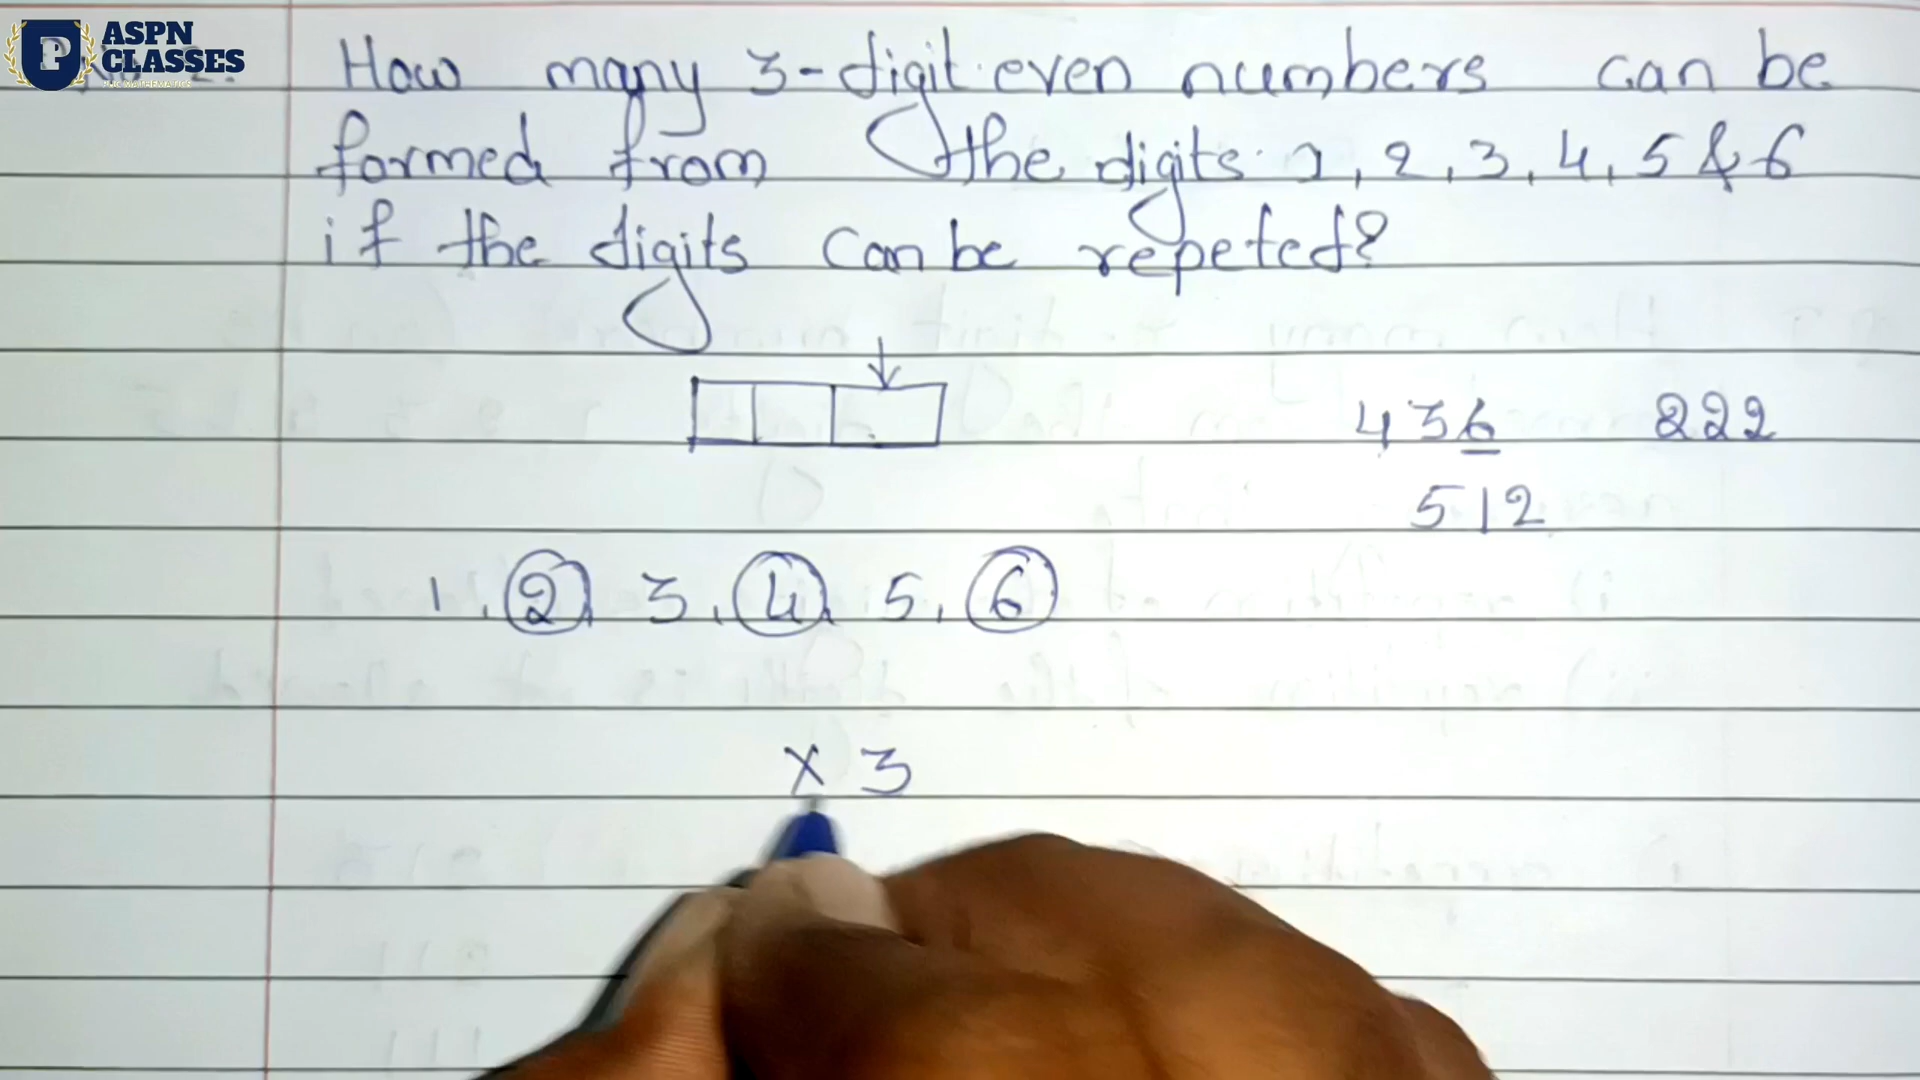 ASPN
CLASSES
How many 3-digit even numbers can be
formed from the digits 1, 2, 3, 4, 5 & 6
if the digits can be repeted?
436 222
512
1, 2, 3, 4, 5, 6
× 3